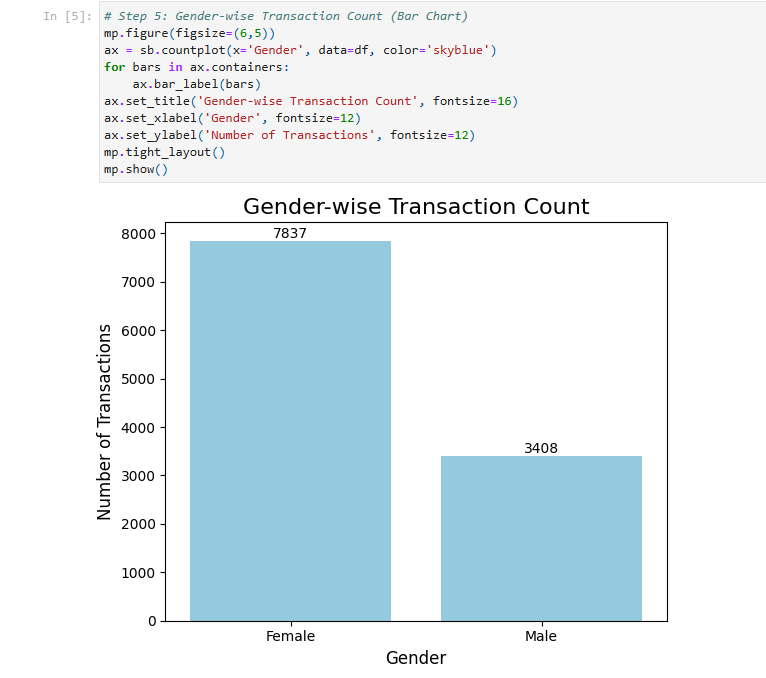 In [5]: # Step 5: Gender-wise Transaction Count (Bar Chart)
mp.figure(figsize=(6,5))
ax = sb.countplot(x='Gender', data=df, color='skyblue')
for bars in ax.containers:
    ax.bar_label(bars)
ax.set_title('Gender-wise Transaction Count', fontsize=16)
ax.set_xlabel('Gender', fontsize=12)
ax.set_ylabel('Number of Transactions', fontsize=12)
mp.tight_layout()
mp.show()
Gender-wise Transaction Count
Number of Transactions
8000
7000
6000
5000
4000
3000
2000
1000
0
7837
3408
Female
Male
Gender